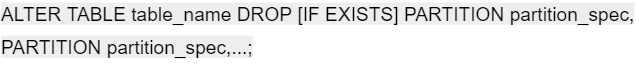 ALTER TABLE table_name DROP [IF EXISTS] PARTITION partition_spec,
PARTITION partition_spec,...;